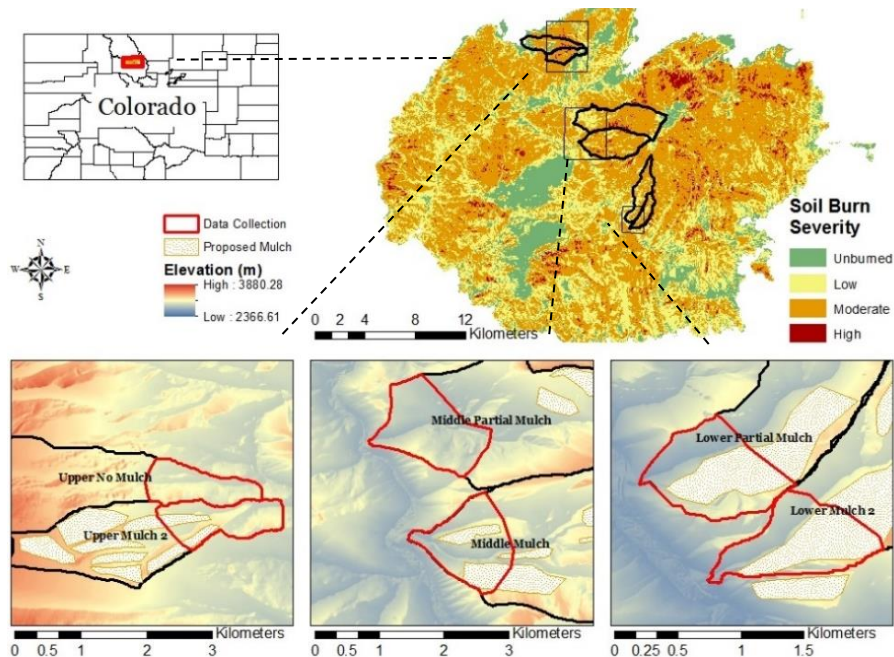 Colorado
Data Collection
Proposed Mulch
Elevation (m)
High : 3880.28
Low : 2366.61
N
W
E
S
Soil Burn
Severity
Unburned
Low
Moderate
High
0 2 4 8 12
Kilometers
Upper No Mulch
Upper Mulch 2
Kilometers
0 0.5 1 2 3
Middle Partial Mulch
Middle Mulch
Kilometers
0 0.5 1 2 3
Lower Partial Mulch
Lower Mulch 2
Kilometers
0 0.25 0.5 1 1.5